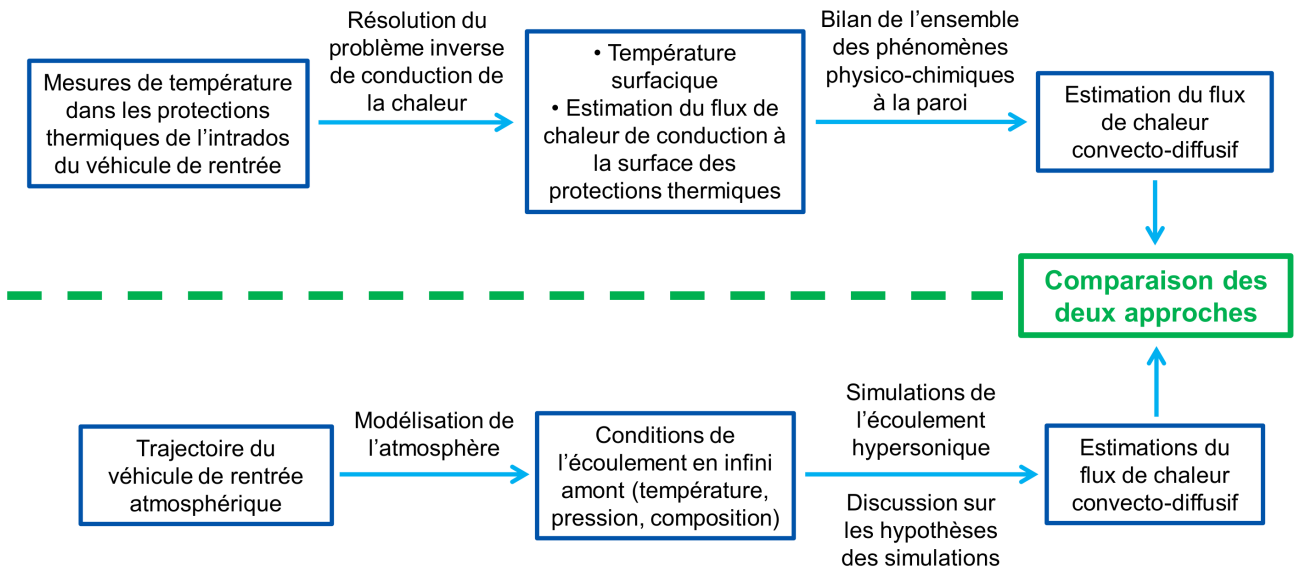 Mesures de température
dans les protections
thermiques de l’intrados
du véhicule de rentrée
Résolution du
problème inverse
de conduction de
la chaleur
• Température
surfacique
• Estimation du flux de
chaleur de conduction à
la surface des
protections thermiques
Bilan de l’ensemble
des phénomènes
physico-chimiques
à la paroi
Estimation du flux
de chaleur
convecto-diffusif
Comparaison des
deux approches
Trajectoire du
véhicule de rentrée
atmosphérique
Modélisation de
l’atmosphère
Conditions de
l’écoulement en infini
amont (température,
pression, composition)
Simulations de
l’écoulement
hypersonique
Discussion sur
les hypothèses
des simulations
Estimations du
flux de chaleur
convecto-diffusif